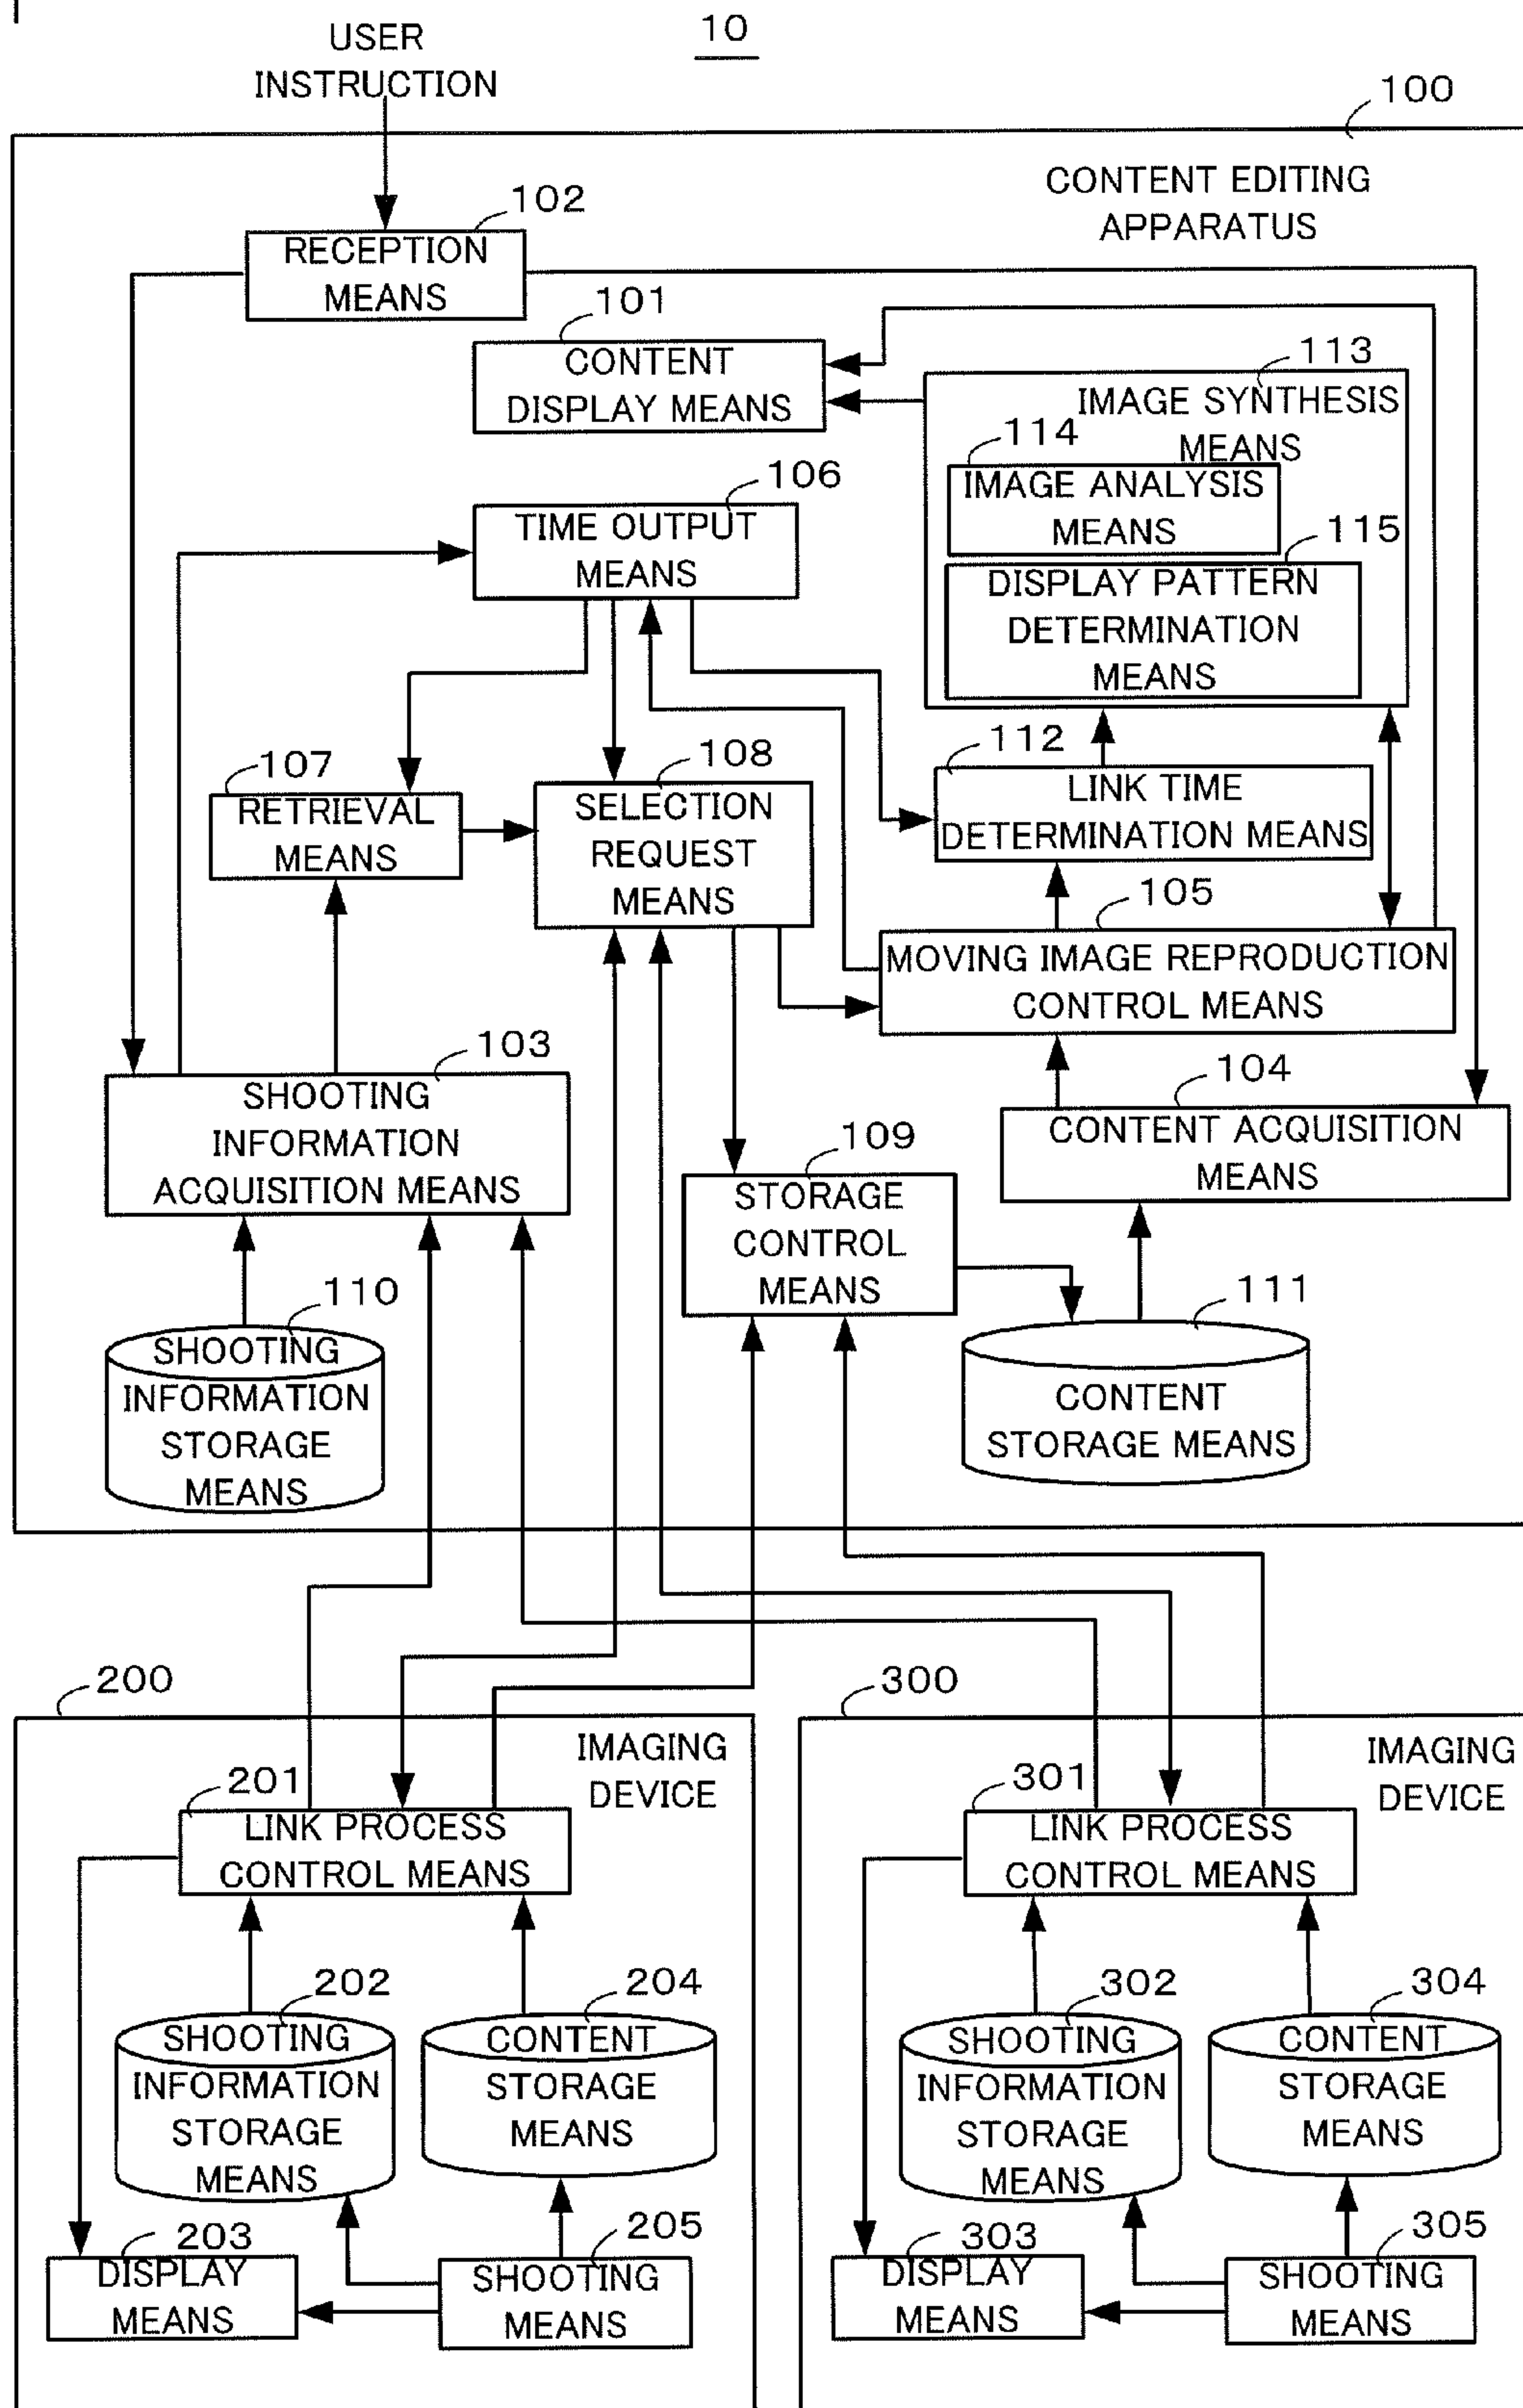 10
USER
INSTRUCTION
100
CONTENT EDITING
APPARATUS
102
RECEPTION
MEANS
101
CONTENT
DISPLAY MEANS
113
IMAGE SYNTHESIS
MEANS
114
IMAGE ANALYSIS
MEANS
115
DISPLAY PATTERN
DETERMINATION
MEANS
106
TIME OUTPUT
MEANS
107
RETRIEVAL
MEANS
108
SELECTION
REQUEST
MEANS
112
LINK TIME
DETERMINATION MEANS
105
MOVING IMAGE REPRODUCTION
CONTROL MEANS
103
SHOOTING
INFORMATION
ACQUISITION MEANS
104
CONTENT ACQUISITION
MEANS
109
STORAGE
CONTROL
MEANS
110
SHOOTING
INFORMATION
STORAGE
MEANS
111
CONTENT
STORAGE MEANS
200
IMAGING
DEVICE
201
LINK PROCESS
CONTROL MEANS
202
SHOOTING
INFORMATION
STORAGE
MEANS
204
CONTENT
STORAGE
MEANS
203
DISPLAY
MEANS
205
SHOOTING
MEANS
300
IMAGING
DEVICE
301
LINK PROCESS
CONTROL MEANS
302
SHOOTING
INFORMATION
STORAGE
MEANS
304
CONTENT
STORAGE
MEANS
303
DISPLAY
MEANS
305
SHOOTING
MEANS